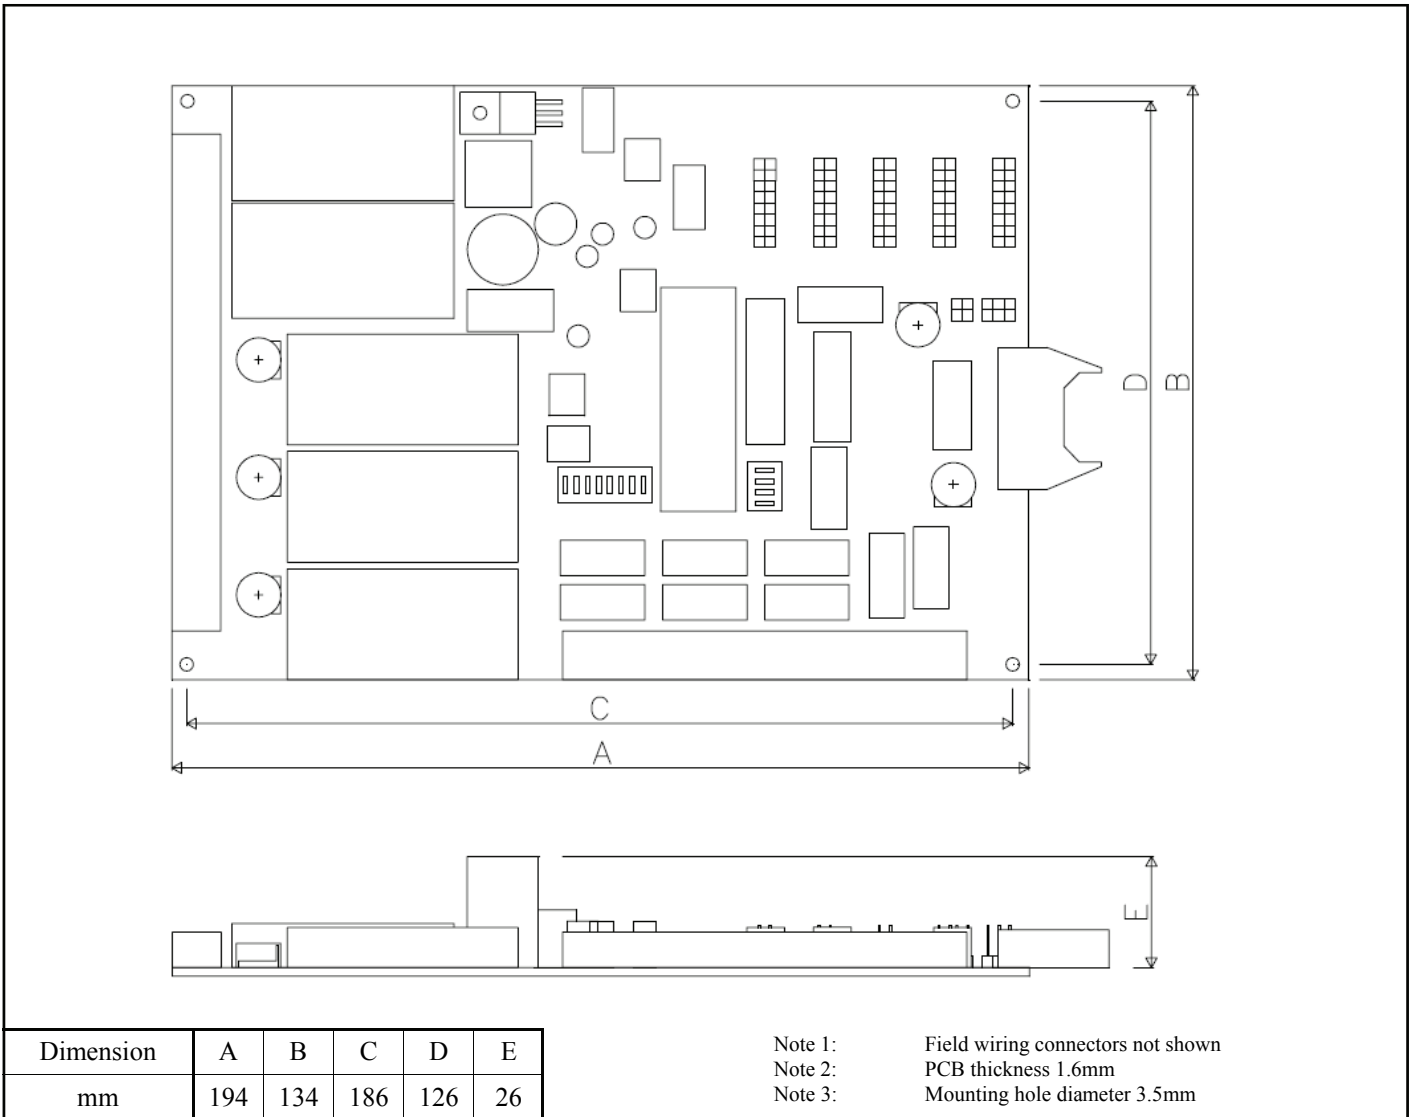 D
B
C
A
E
Dimension A B C D E
mm 194 134 186 126 26
Note 1: Field wiring connectors not shown
Note 2: PCB thickness 1.6mm
Note 3: Mounting hole diameter 3.5mm